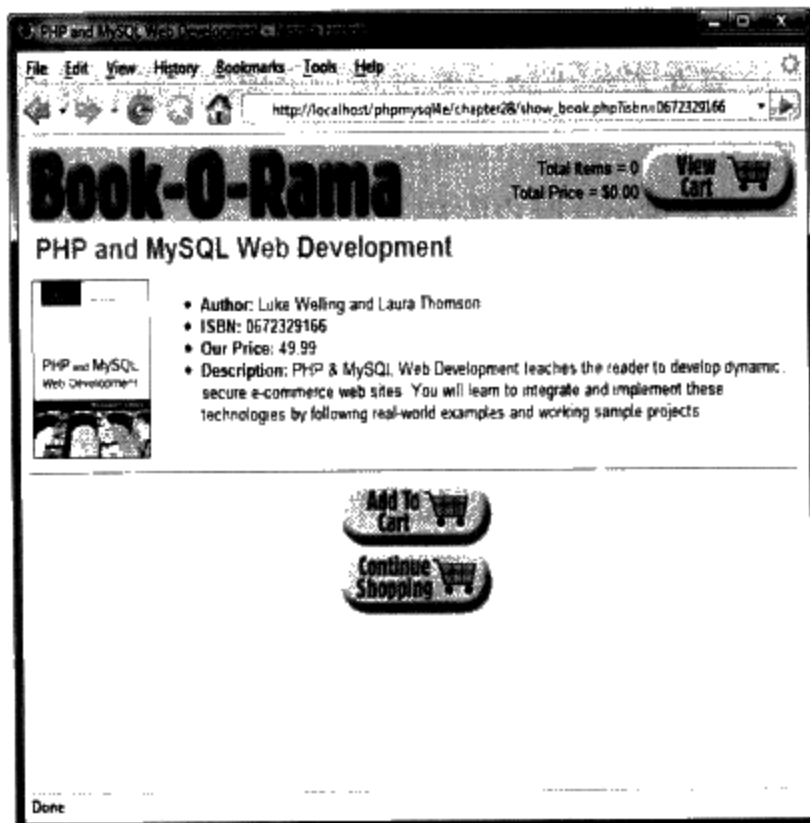 PHP and MySQL Web Development - Mozilla Firefox
File Edit View History Bookmarks Tools Help
http://localhost/phpmysql4e/chapter28/show_book.php?isbn=0672329166
Book-O-Rama
Total Items = 0
Total Price = $0.00
View
Cart
PHP and MySQL Web Development
PHP and MySQL
Web Development
• Author: Luke Welling and Laura Thomson
• ISBN: 0672329166
• Our Price: 49.99
• Description: PHP & MySQL Web Development teaches the reader to develop dynamic,
secure e-commerce web sites. You will learn to integrate and implement these
technologies by following real-world examples and working sample projects
Add To
Cart
Continue
Shopping
Done